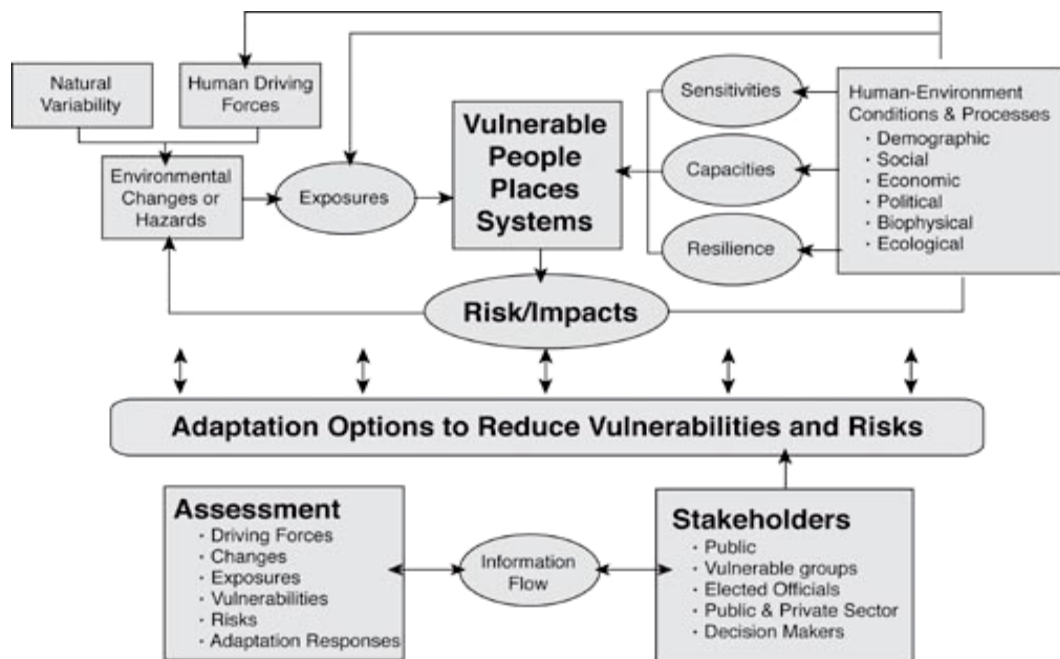 Natural
Variability
Human Driving
Forces
Environmental
Changes or
Hazards
Exposures
Vulnerable
People
Places
Systems
Sensitivities
Capacities
Resilience
Human-Environment
Conditions & Processes
· Demographic
· Social
· Economic
· Political
· Biophysical
· Ecological
Risk/Impacts
Adaptation Options to Reduce Vulnerabilities and Risks
Assessment
· Driving Forces
· Changes
· Exposures
· Vulnerabilities
· Risks
· Adaptation Responses
Information
Flow
Stakeholders
· Public
· Vulnerable groups
· Elected Officials
· Public & Private Sector
· Decision Makers